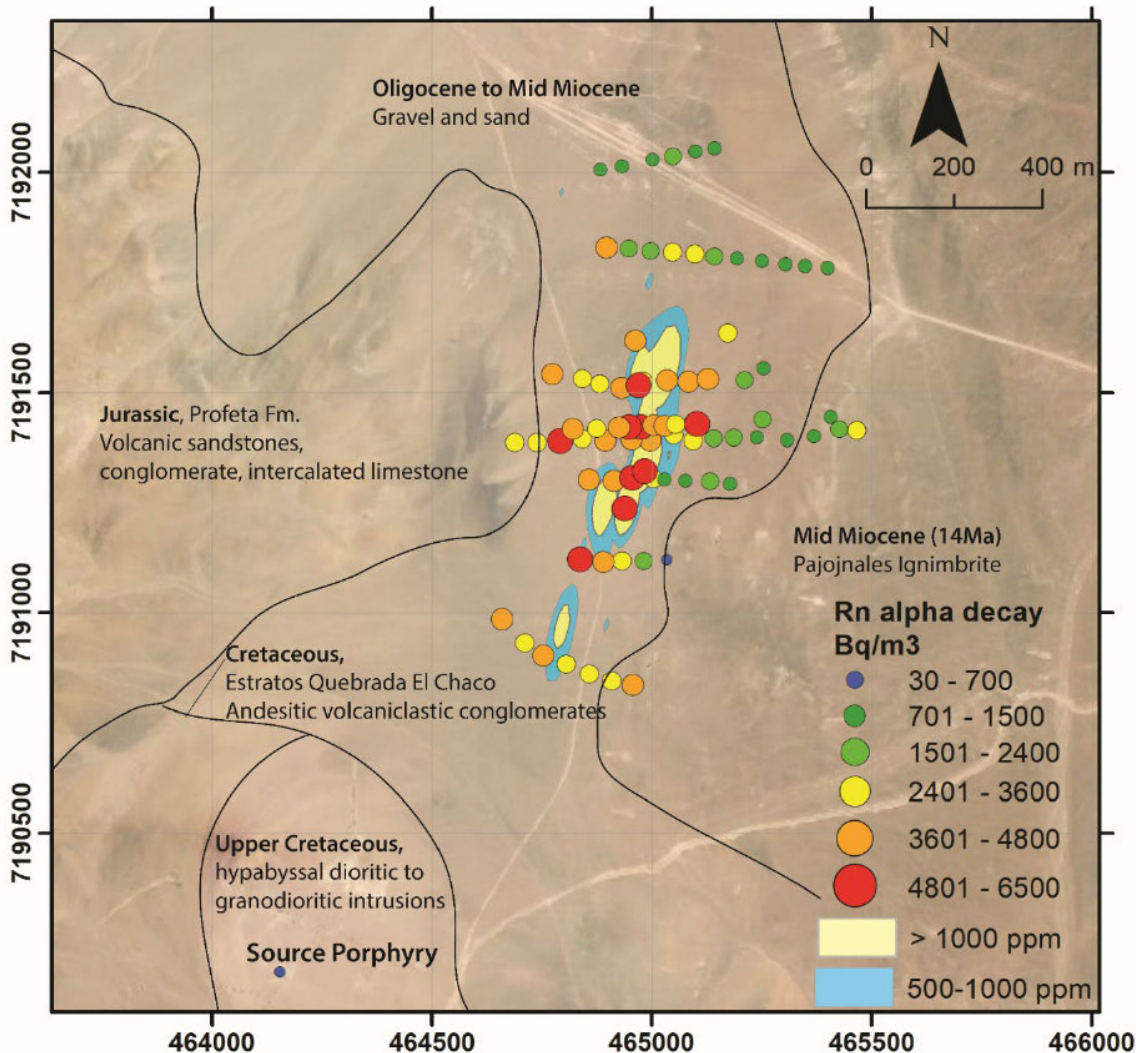 N
Oligocene to Mid Miocene
Gravel and sand
0 200 400 m
7192000
7191500
7191000
7190500
Jurassic, Profeta Fm.
Volcanic sandstones,
conglomerate, intercalated limestone
Mid Miocene (14Ma)
Pajojnales Ignimbrite
Cretaceous,
Estratos Quebrada El Chaco
Andesitic volcaniclastic conglomerates
Upper Cretaceous,
hypabyssal dioritic to
granodioritic intrusions
Source Porphyry
Rn alpha decay
Bq/m3
30 - 700
701 - 1500
1501 - 2400
2401 - 3600
3601 - 4800
4801 - 6500
> 1000 ppm
500-1000 ppm
464000 464500 465000 465500 466000